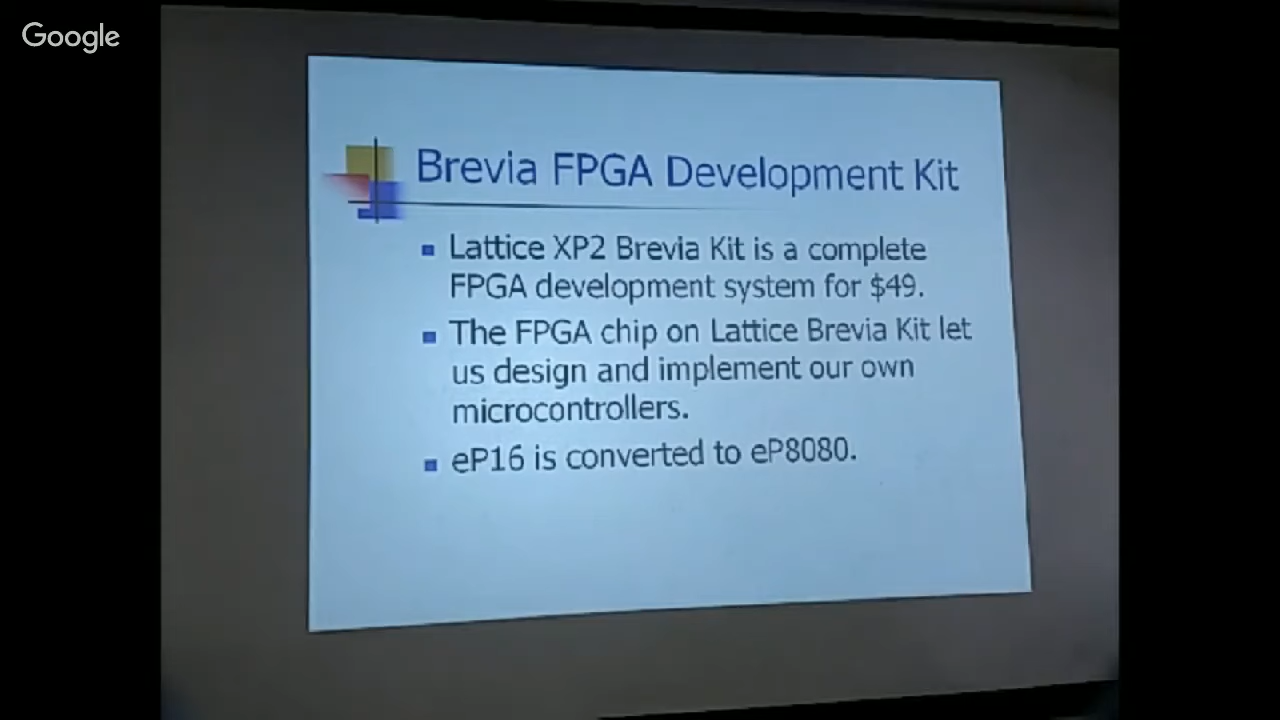 Google
Brevia FPGA Development Kit
Lattice XP2 Brevia Kit is a complete
FPGA development system for $49.
The FPGA chip on Lattice Brevia Kit let
us design and implement our own
microcontrollers.
eP16 is converted to eP8080.